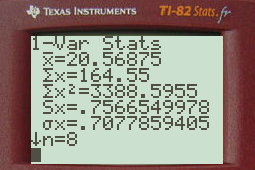 TEXAS INSTRUMENTS TI-82 Stats.fr
1-Var Stats
x̄=20.56875
Σx=164.55
Σx²=3388.5955
Sx=.7566549978
σx=.7077859405
↓n=8